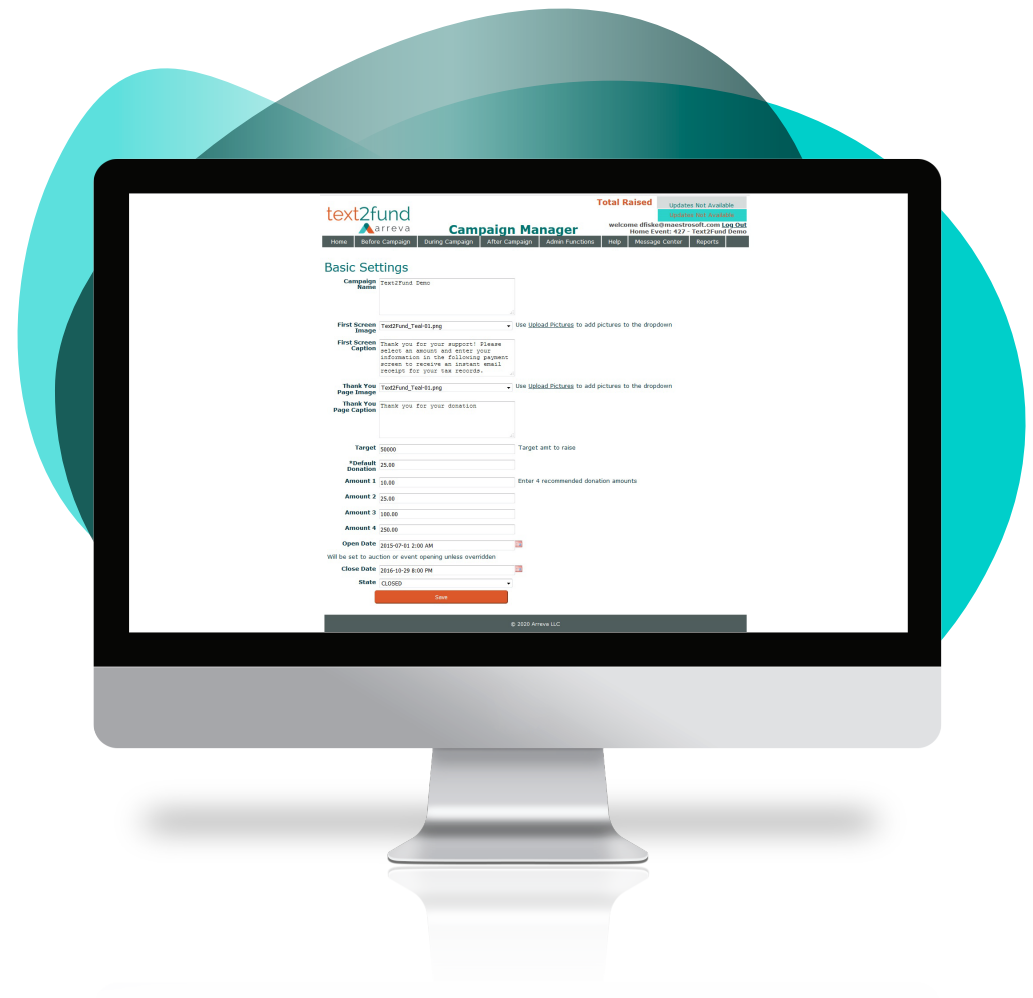 text2fund
arreva
Campaign Manager
Total Raised
Updates Not Available
Updates Not Available
welcome dfiske@maestrosoft.com Log Out
Home Event: 427 - Text2Fund Demo
Home Before Campaign During Campaign After Campaign Admin Functions Help Message Center Reports
Basic Settings
Campaign Name Text2Fund Demo
First Screen Image Text2Fund_Teal-01.png Use Upload Pictures to add pictures to the dropdown
First Screen Caption
Thank you for your support! Please
select an amount and enter your
information in the following payment
screen to receive an instant email
receipt for your tax records.
Thank You Page Image Text2Fund_Teal-01.png Use Upload Pictures to add pictures to the dropdown
Thank You Page Caption Thank you for your donation
Target 50000 Target amt to raise
*Default Donation 25.00
Amount 1 10.00 Enter 4 recommended donation amounts
Amount 2 25.00
Amount 3 100.00
Amount 4 250.00
Open Date 2015-07-01 2:00 AM
Will be set to auction or event opening unless overridden
Close Date 2016-10-29 8:00 PM
State CLOSED
Save
© 2020 Arreva LLC